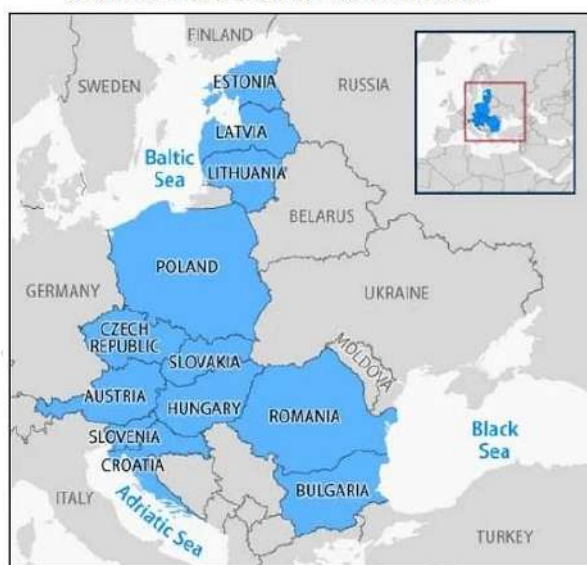 FINLAND
SWEDEN
ESTONIA
RUSSIA
LATVIA
Baltic
Sea
LITHUANIA
BELARUS
POLAND
GERMANY
UKRAINE
CZECH
REPUBLIC
SLOVAKIA
MOLDOVA
AUSTRIA
HUNGARY
ROMANIA
SLOVENIA
Black
Sea
CROATIA
ITALY
Adriatic Sea
BULGARIA
TURKEY